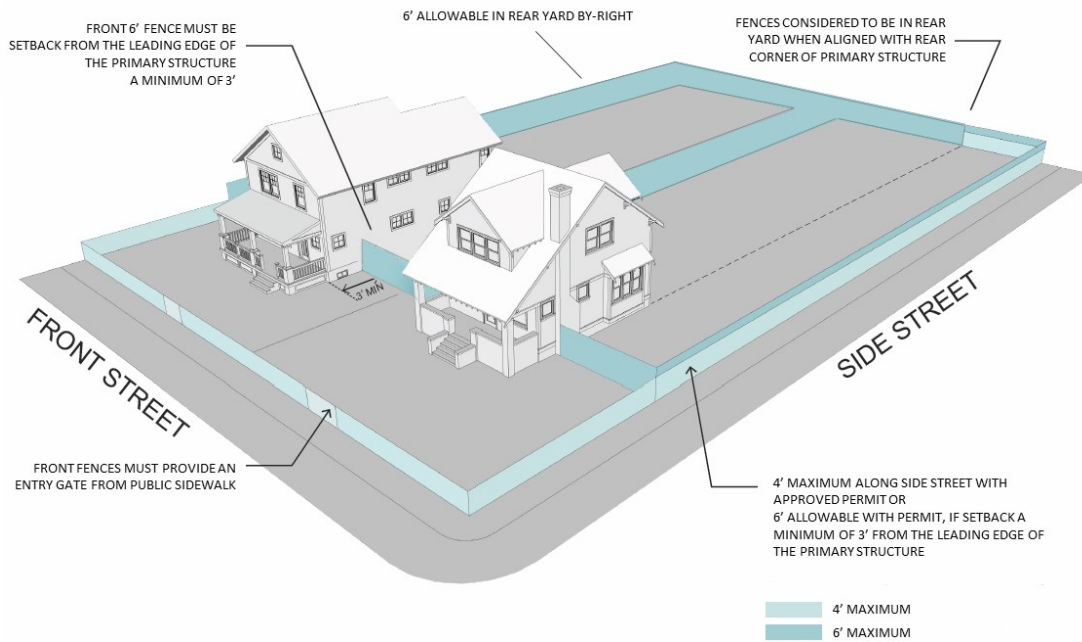 FRONT 6' FENCE MUST BE
SETBACK FROM THE LEADING EDGE OF
THE PRIMARY STRUCTURE
A MINIMUM OF 3'
6' ALLOWABLE IN REAR YARD BY-RIGHT
FENCES CONSIDERED TO BE IN REAR
YARD WHEN ALIGNED WITH REAR
CORNER OF PRIMARY STRUCTURE
3' MIN
FRONT STREET
SIDE STREET
FRONT FENCES MUST PROVIDE AN
ENTRY GATE FROM PUBLIC SIDEWALK
4' MAXIMUM ALONG SIDE STREET WITH
APPROVED PERMIT OR
6' ALLOWABLE WITH PERMIT, IF SETBACK A
MINIMUM OF 3' FROM THE LEADING EDGE OF
THE PRIMARY STRUCTURE
4' MAXIMUM
6' MAXIMUM